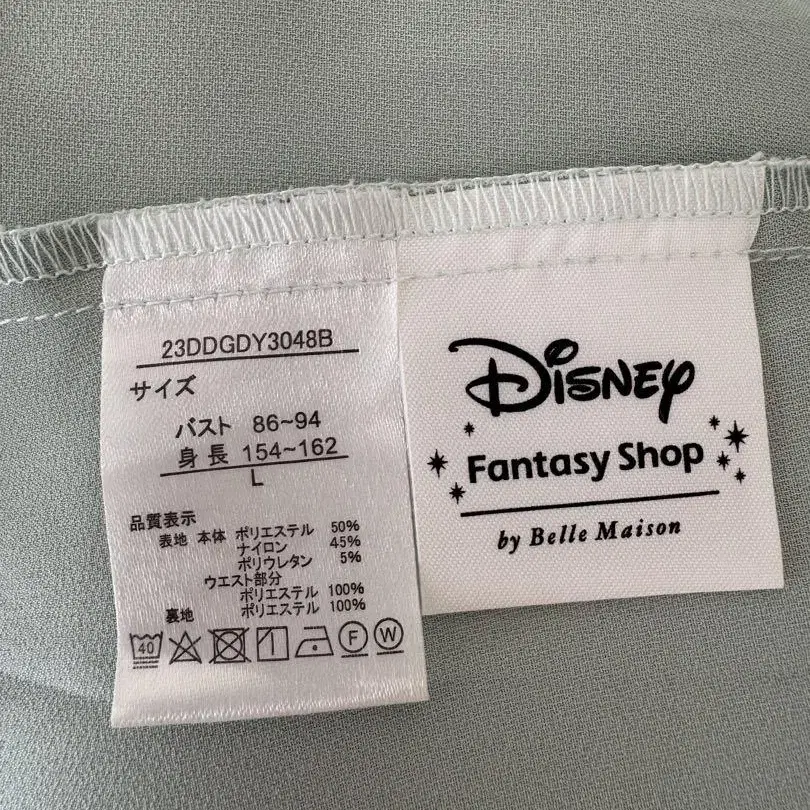 23DDGDY3048B
サイズ
バスト 86~94
身長 154~162
L
品質表示
表地 本体 ポリエステル 50%
ナイロン 45%
ポリウレタン 5%
ウエスト部分
ポリエステル 100%
裏地 ポリエステル 100%
40 F W
Disney
Fantasy Shop
by Belle Maison